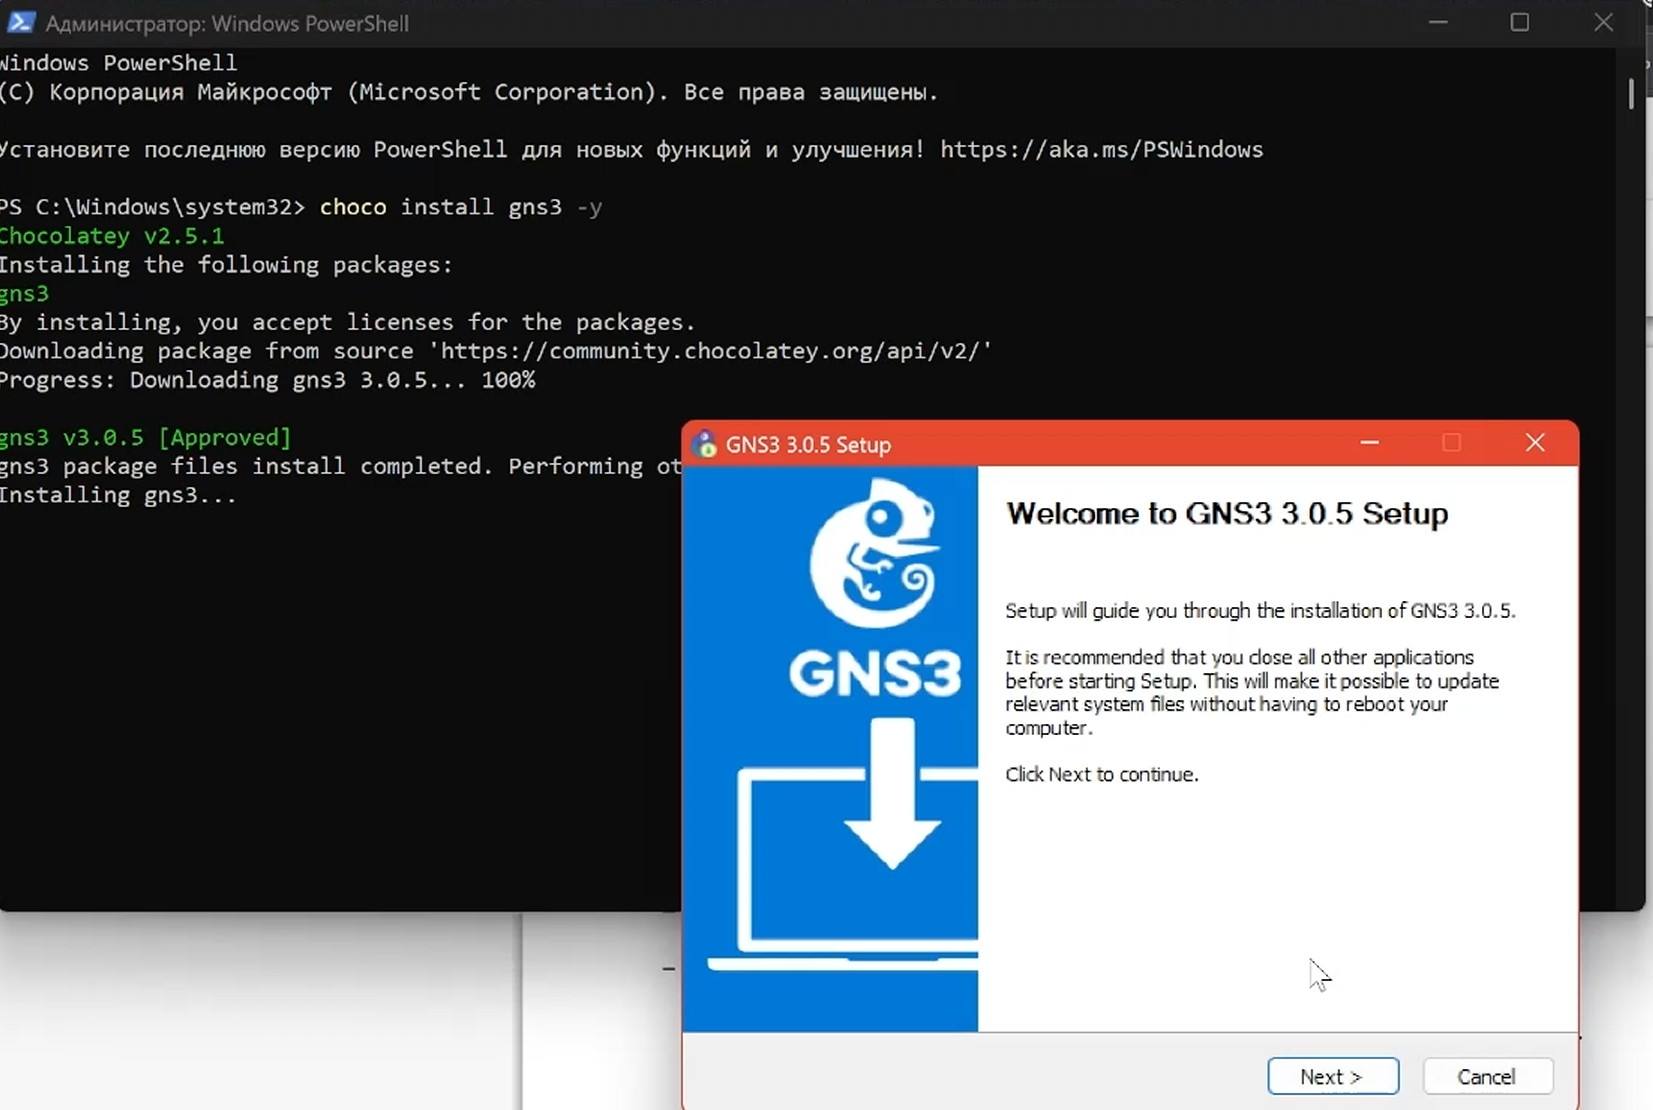 Администратор: Windows PowerShell
Windows PowerShell
(C) Корпорация Майкрософт (Microsoft Corporation). Все права защищены.
Установите последнюю версию PowerShell для новых функций и улучшения! https://aka.ms/PSWindows
PS C:\Windows\system32> choco install gns3 -y
Chocolatey v2.5.1
Installing the following packages:
gns3
By installing, you accept licenses for the packages.
Downloading package from source 'https://community.chocolatey.org/api/v2/'
Progress: Downloading gns3 3.0.5... 100%
gns3 v3.0.5 [Approved]
gns3 package files install completed. Performing ot
Installing gns3...
GNS3 3.0.5 Setup
GNS3
Welcome to GNS3 3.0.5 Setup
Setup will guide you through the installation of GNS3 3.0.5.
It is recommended that you close all other applications
before starting Setup. This will make it possible to update
relevant system files without having to reboot your
computer.
Click Next to continue.
Next >
Cancel